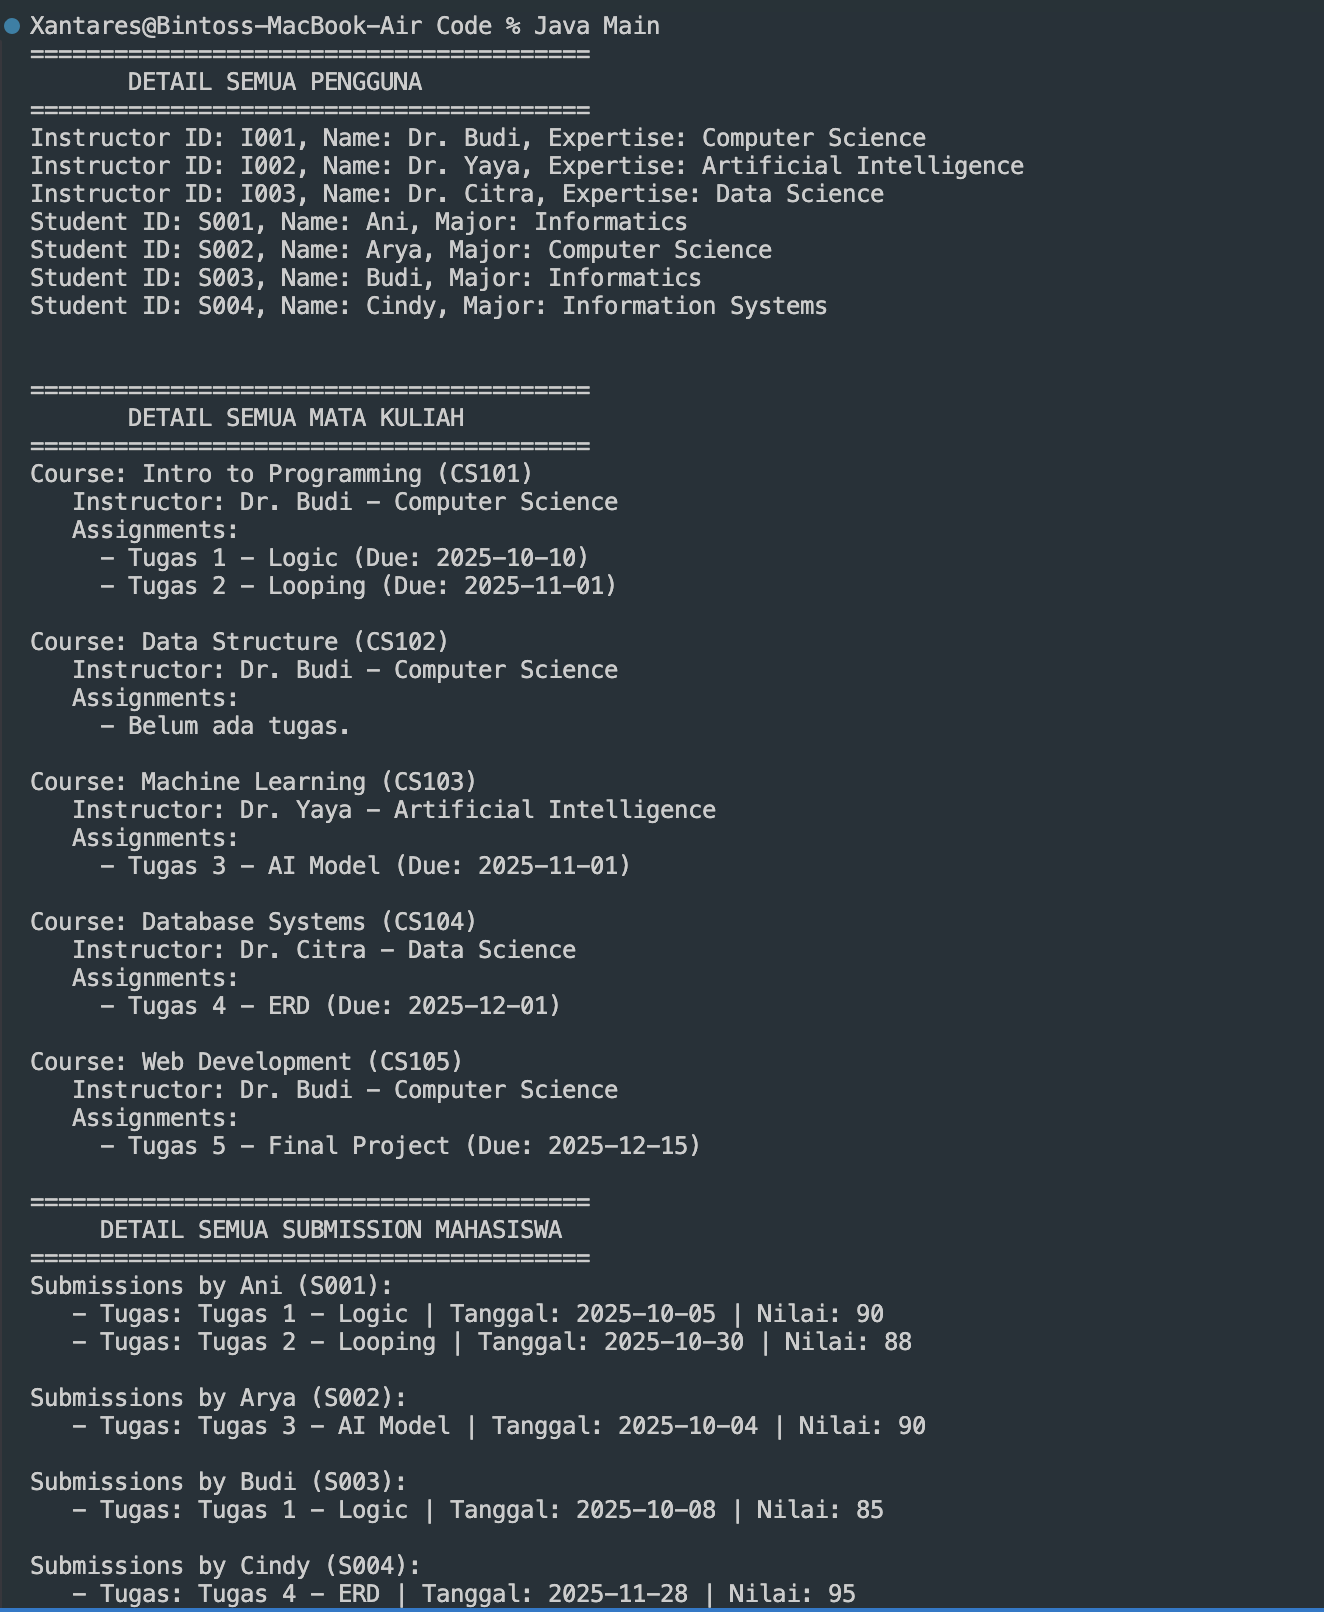 Xantares@Bintoss-MacBook-Air Code % Java Main
========================================
       DETAIL SEMUA PENGGUNA
========================================
Instructor ID: I001, Name: Dr. Budi, Expertise: Computer Science
Instructor ID: I002, Name: Dr. Yaya, Expertise: Artificial Intelligence
Instructor ID: I003, Name: Dr. Citra, Expertise: Data Science
Student ID: S001, Name: Ani, Major: Informatics
Student ID: S002, Name: Arya, Major: Computer Science
Student ID: S003, Name: Budi, Major: Informatics
Student ID: S004, Name: Cindy, Major: Information Systems


========================================
       DETAIL SEMUA MATA KULIAH
========================================
Course: Intro to Programming (CS101)
   Instructor: Dr. Budi - Computer Science
   Assignments:
     - Tugas 1 - Logic (Due: 2025-10-10)
     - Tugas 2 - Looping (Due: 2025-11-01)

Course: Data Structure (CS102)
   Instructor: Dr. Budi - Computer Science
   Assignments:
     - Belum ada tugas.

Course: Machine Learning (CS103)
   Instructor: Dr. Yaya - Artificial Intelligence
   Assignments:
     - Tugas 3 - AI Model (Due: 2025-11-01)

Course: Database Systems (CS104)
   Instructor: Dr. Citra - Data Science
   Assignments:
     - Tugas 4 - ERD (Due: 2025-12-01)

Course: Web Development (CS105)
   Instructor: Dr. Budi - Computer Science
   Assignments:
     - Tugas 5 - Final Project (Due: 2025-12-15)

========================================
     DETAIL SEMUA SUBMISSION MAHASISWA
========================================
Submissions by Ani (S001):
   - Tugas: Tugas 1 - Logic | Tanggal: 2025-10-05 | Nilai: 90
   - Tugas: Tugas 2 - Looping | Tanggal: 2025-10-30 | Nilai: 88

Submissions by Arya (S002):
   - Tugas: Tugas 3 - AI Model | Tanggal: 2025-10-04 | Nilai: 90

Submissions by Budi (S003):
   - Tugas: Tugas 1 - Logic | Tanggal: 2025-10-08 | Nilai: 85

Submissions by Cindy (S004):
   - Tugas: Tugas 4 - ERD | Tanggal: 2025-11-28 | Nilai: 95